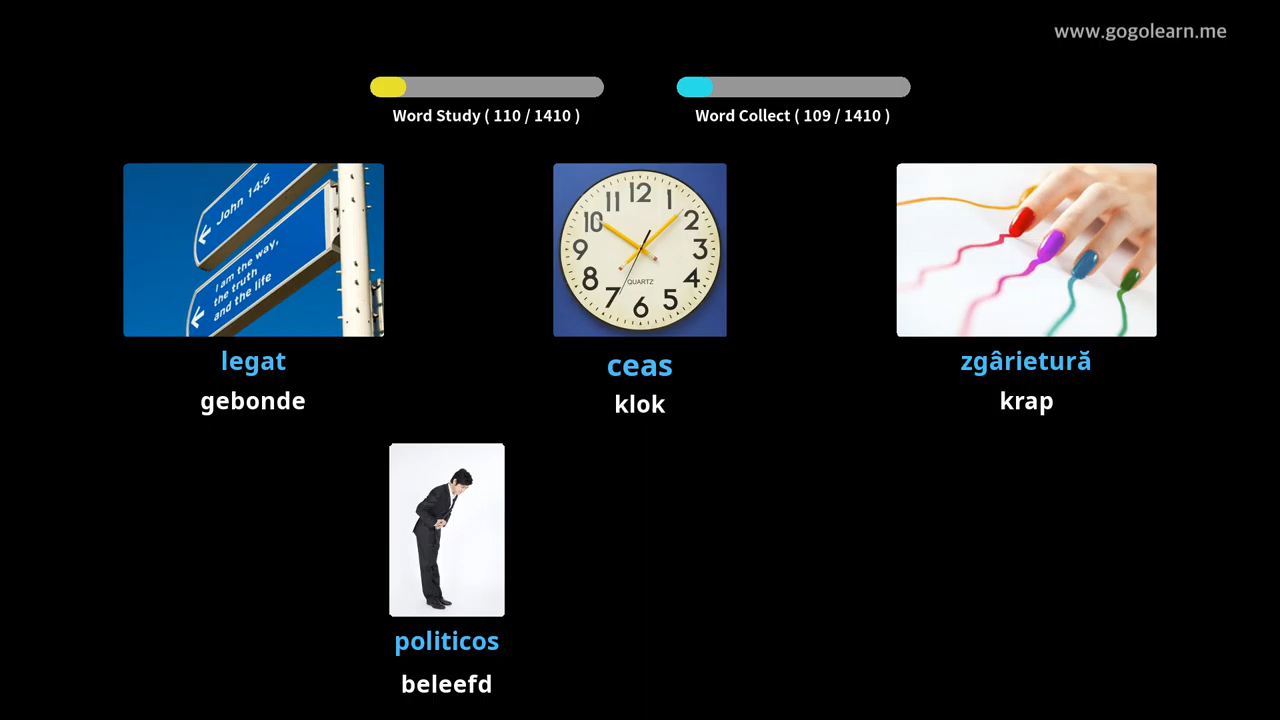 www.gogolearn.me
Word Study ( 110 / 1410 )
Word Collect ( 109 / 1410 )
John 14:6
I am the way,
the truth
and the life
12
1
2
3
4
5
6
7
8
9
10
11
QUARTZ
legat
ceas
zgârietură
gebonde
klok
krap
politicos
beleefd